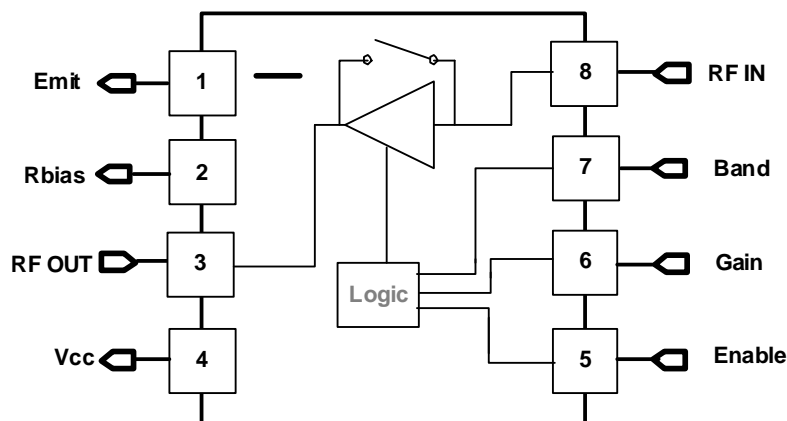 Emit 1 8 RF IN
Rbias 2 7 Band
RF OUT 3 6 Gain
Logic
Vcc 4 5 Enable